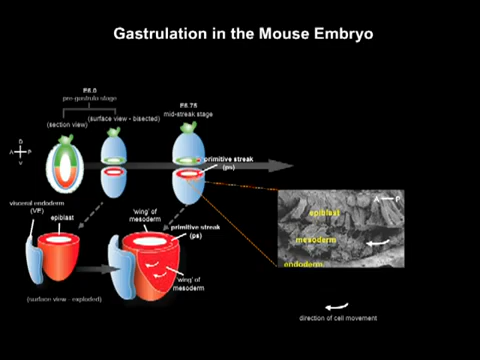 Gastrulation in the Mouse Embryo
E6.0
pre-gastrula stage
(section view)
(surface view - bisected)
E6.75
mid-streak stage
D
A P
V
primitive streak
(ps)
visceral endoderm
(VE)
epiblast
'wing' of
mesoderm
primitive streak
(ps)
'wing' of
mesoderm
(surface view - exploded)
A P
epiblast
mesoderm
endoderm
direction of cell movement